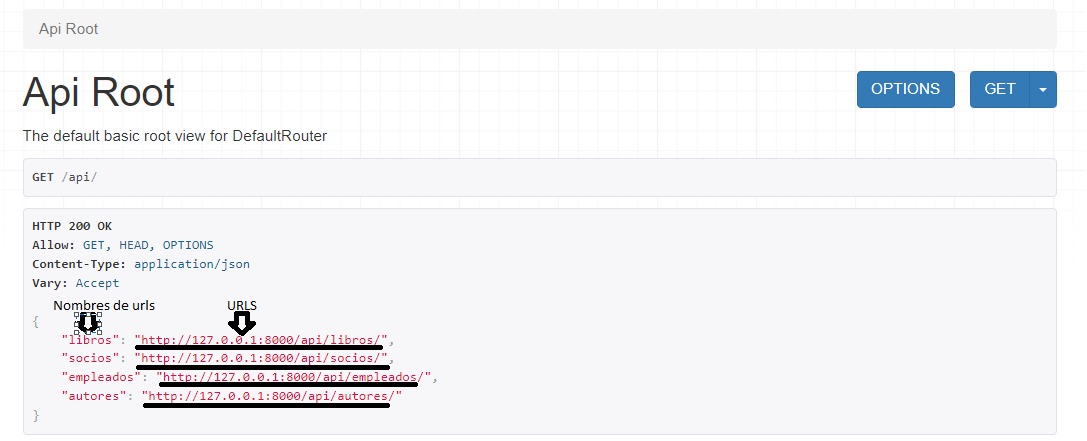 Api Root
Api Root
OPTIONS
GET
The default basic root view for DefaultRouter
GET /api/
HTTP 200 OK
Allow: GET, HEAD, OPTIONS
Content-Type: application/json
Vary: Accept
Nombres de urls URLS
{
"libros": "http://127.0.0.1:8000/api/libros/",
"socios": "http://127.0.0.1:8000/api/socios/",
"empleados": "http://127.0.0.1:8000/api/empleados/",
"autores": "http://127.0.0.1:8000/api/autores/"
}